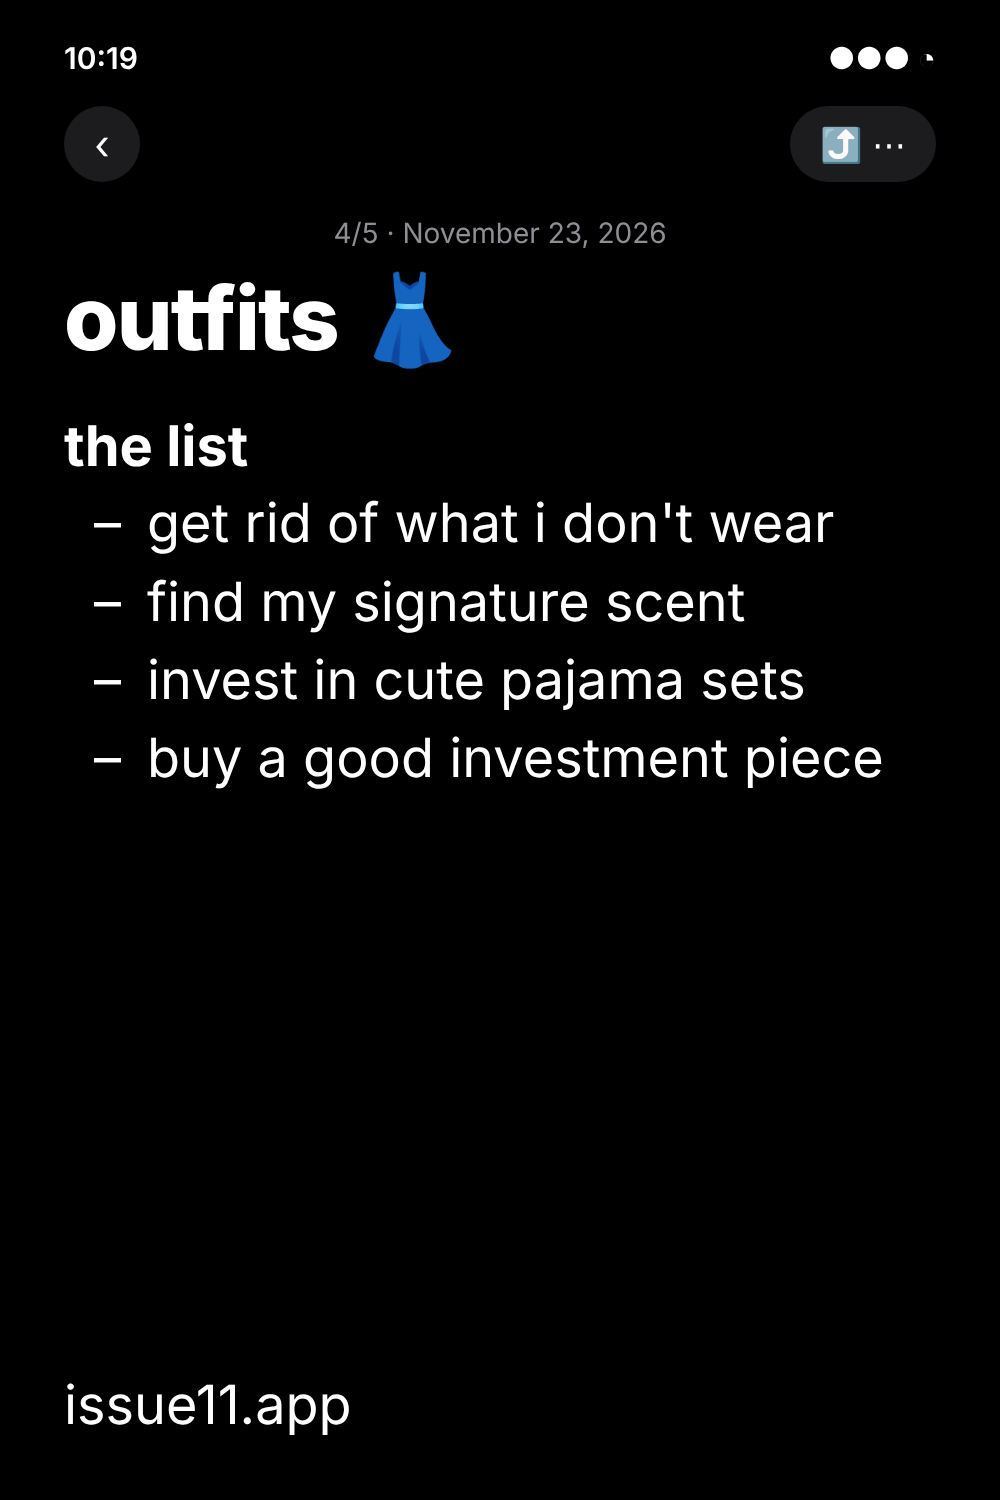 10:19
4/5 · November 23, 2026
outfits 👗
the list
– get rid of what i don't wear
– find my signature scent
– invest in cute pajama sets
– buy a good investment piece
issue11.app